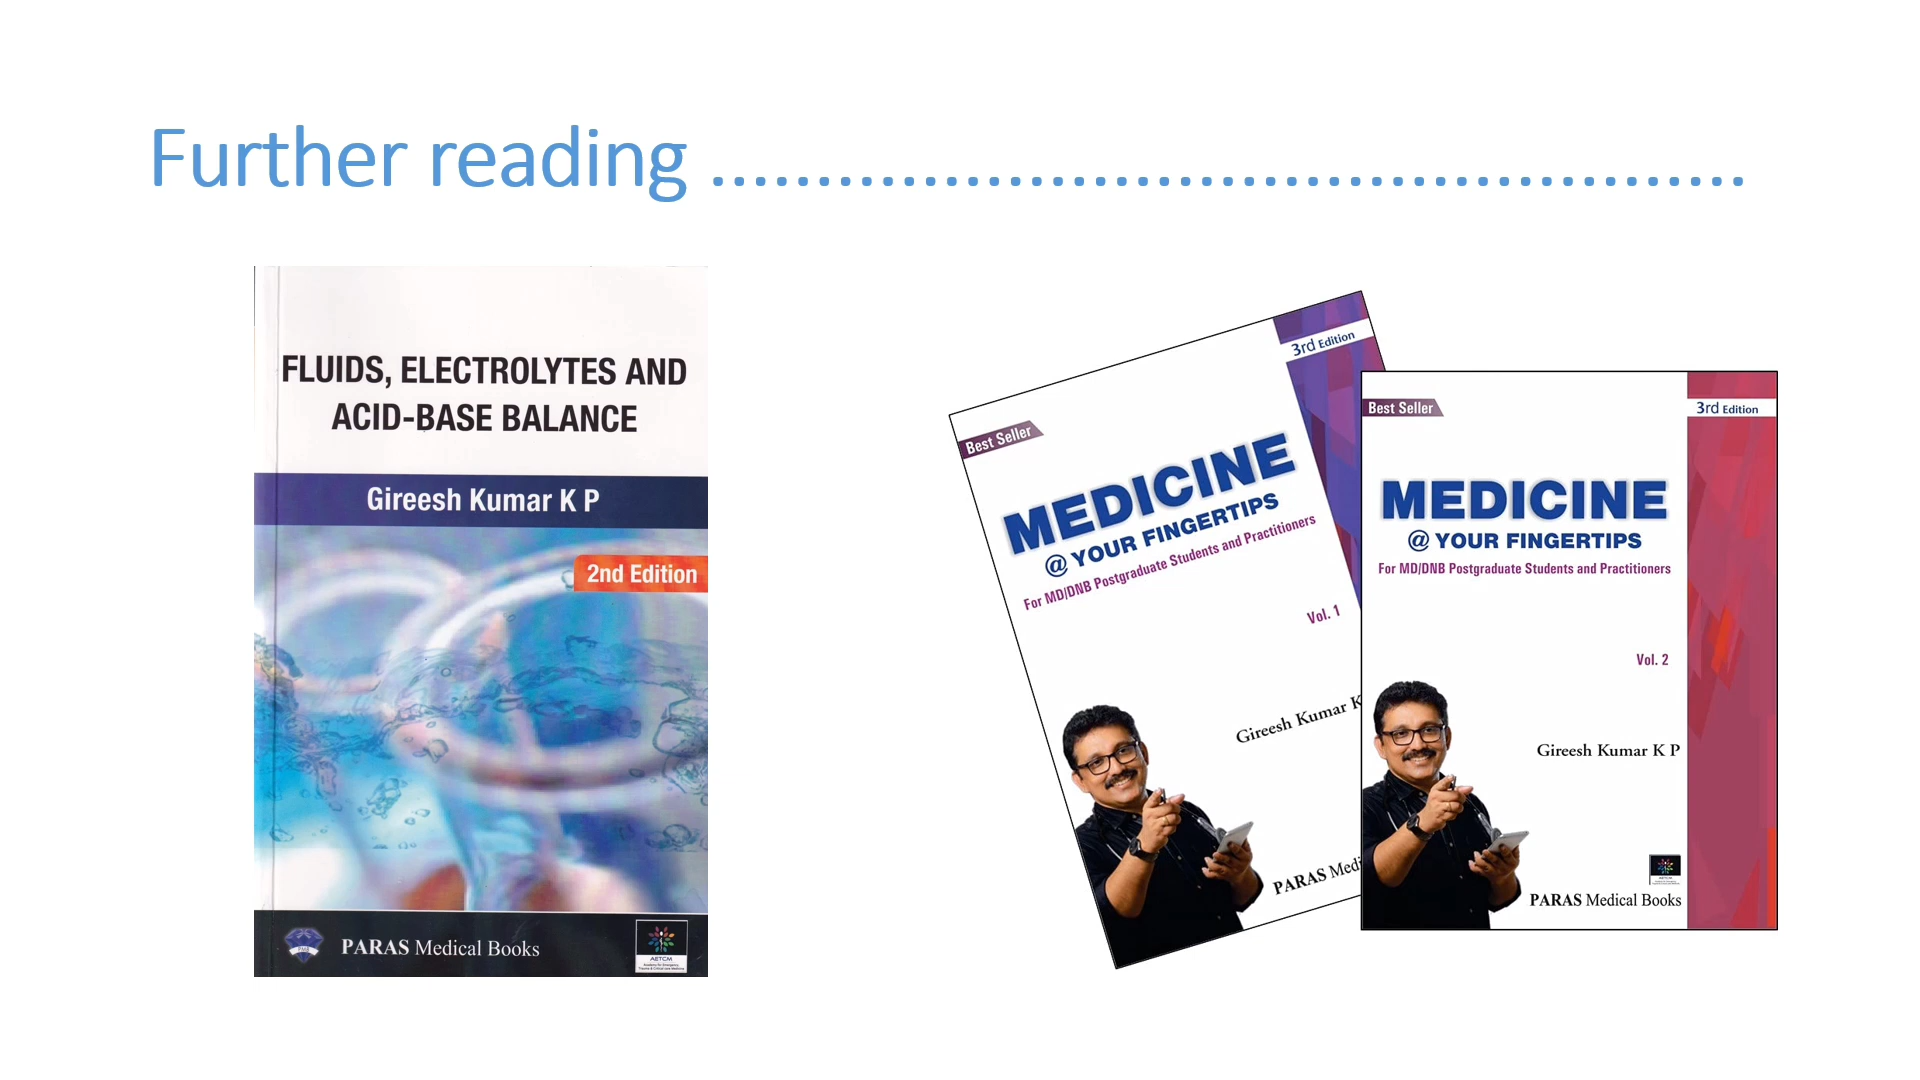 Further reading ................................................
FLUIDS, ELECTROLYTES AND
ACID-BASE BALANCE
Gireesh Kumar K P
2nd Edition
PARAS Medical Books
AETCM
3rd Edition
Best Seller
MEDICINE
@ YOUR FINGERTIPS
For MD/DNB Postgraduate Students and Practitioners
Vol. 1
Gireesh Kumar K
PARAS Medi
3rd Edition
Best Seller
MEDICINE
@ YOUR FINGERTIPS
For MD/DNB Postgraduate Students and Practitioners
Vol. 2
Gireesh Kumar K P
PARAS Medical Books